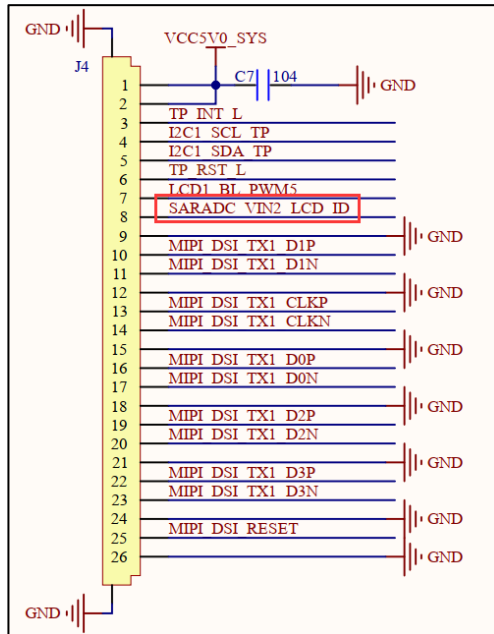 GND
VCC5V0_SYS
J4
C7 104
GND
1
2
TP_INT_L
3
I2C1_SCL_TP
4
I2C1_SDA_TP
5
TP_RST_L
6
LCD1_BL_PWM5
7
SARADC_VIN2_LCD_ID
8
9 GND
MIPI_DSI_TX1_D1P
10
MIPI_DSI_TX1_D1N
11
12 GND
MIPI_DSI_TX1_CLKP
13
MIPI_DSI_TX1_CLKN
14
15 GND
MIPI_DSI_TX1_D0P
16
MIPI_DSI_TX1_D0N
17
18 GND
MIPI_DSI_TX1_D2P
19
MIPI_DSI_TX1_D2N
20
21 GND
MIPI_DSI_TX1_D3P
22
MIPI_DSI_TX1_D3N
23
24 GND
MIPI_DSI_RESET
25
26 GND
GND